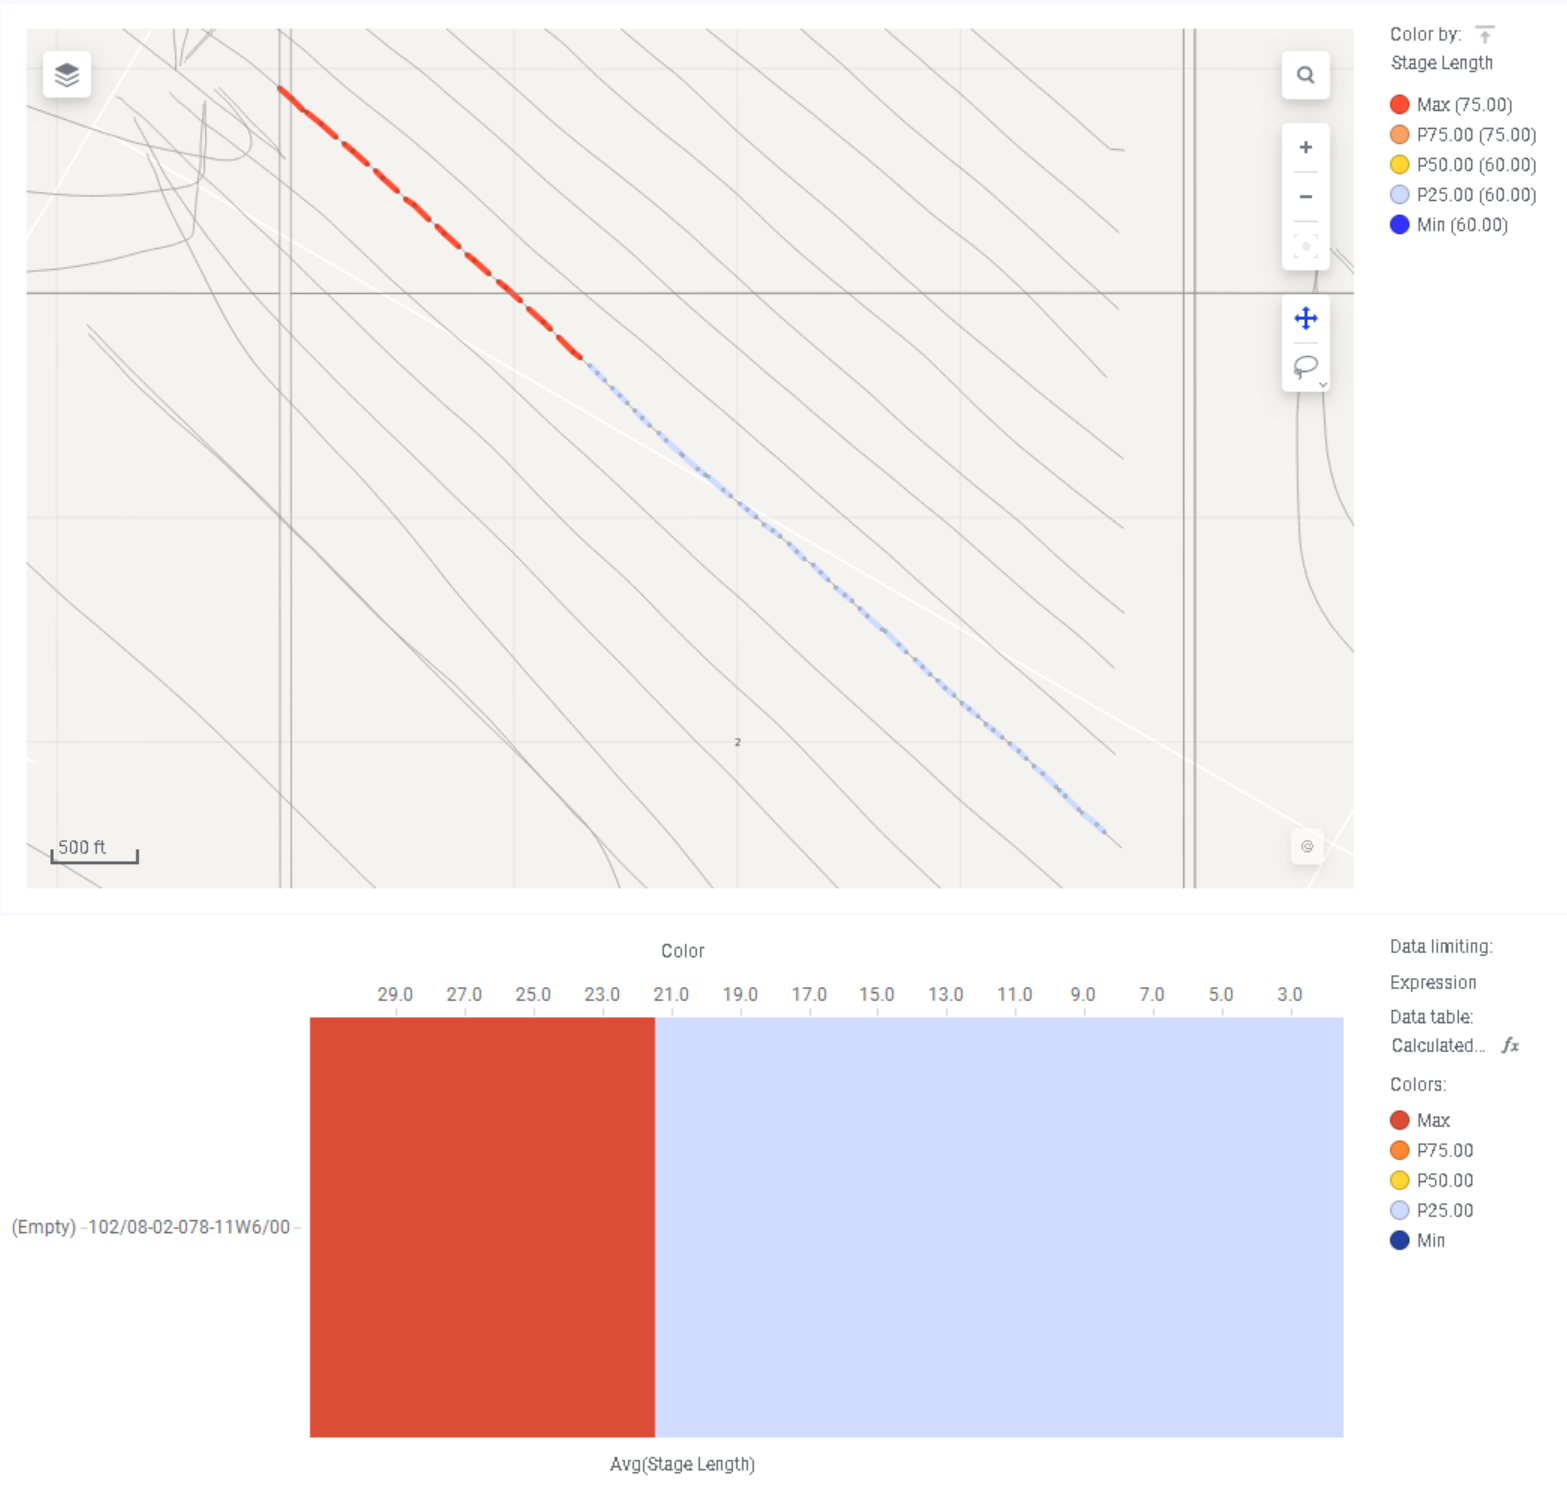 Color by:
Stage Length
Max (75.00)
P75.00 (75.00)
P50.00 (60.00)
P25.00 (60.00)
Min (60.00)
+
−
2
500 ft
@
Color
29.0 27.0 25.0 23.0 21.0 19.0 17.0 15.0 13.0 11.0 9.0 7.0 5.0 3.0
(Empty) 102/08-02-078-11W6/00
Avg(Stage Length)
Data limiting:
Expression
Data table:
Calculated... fx
Colors:
Max
P75.00
P50.00
P25.00
Min